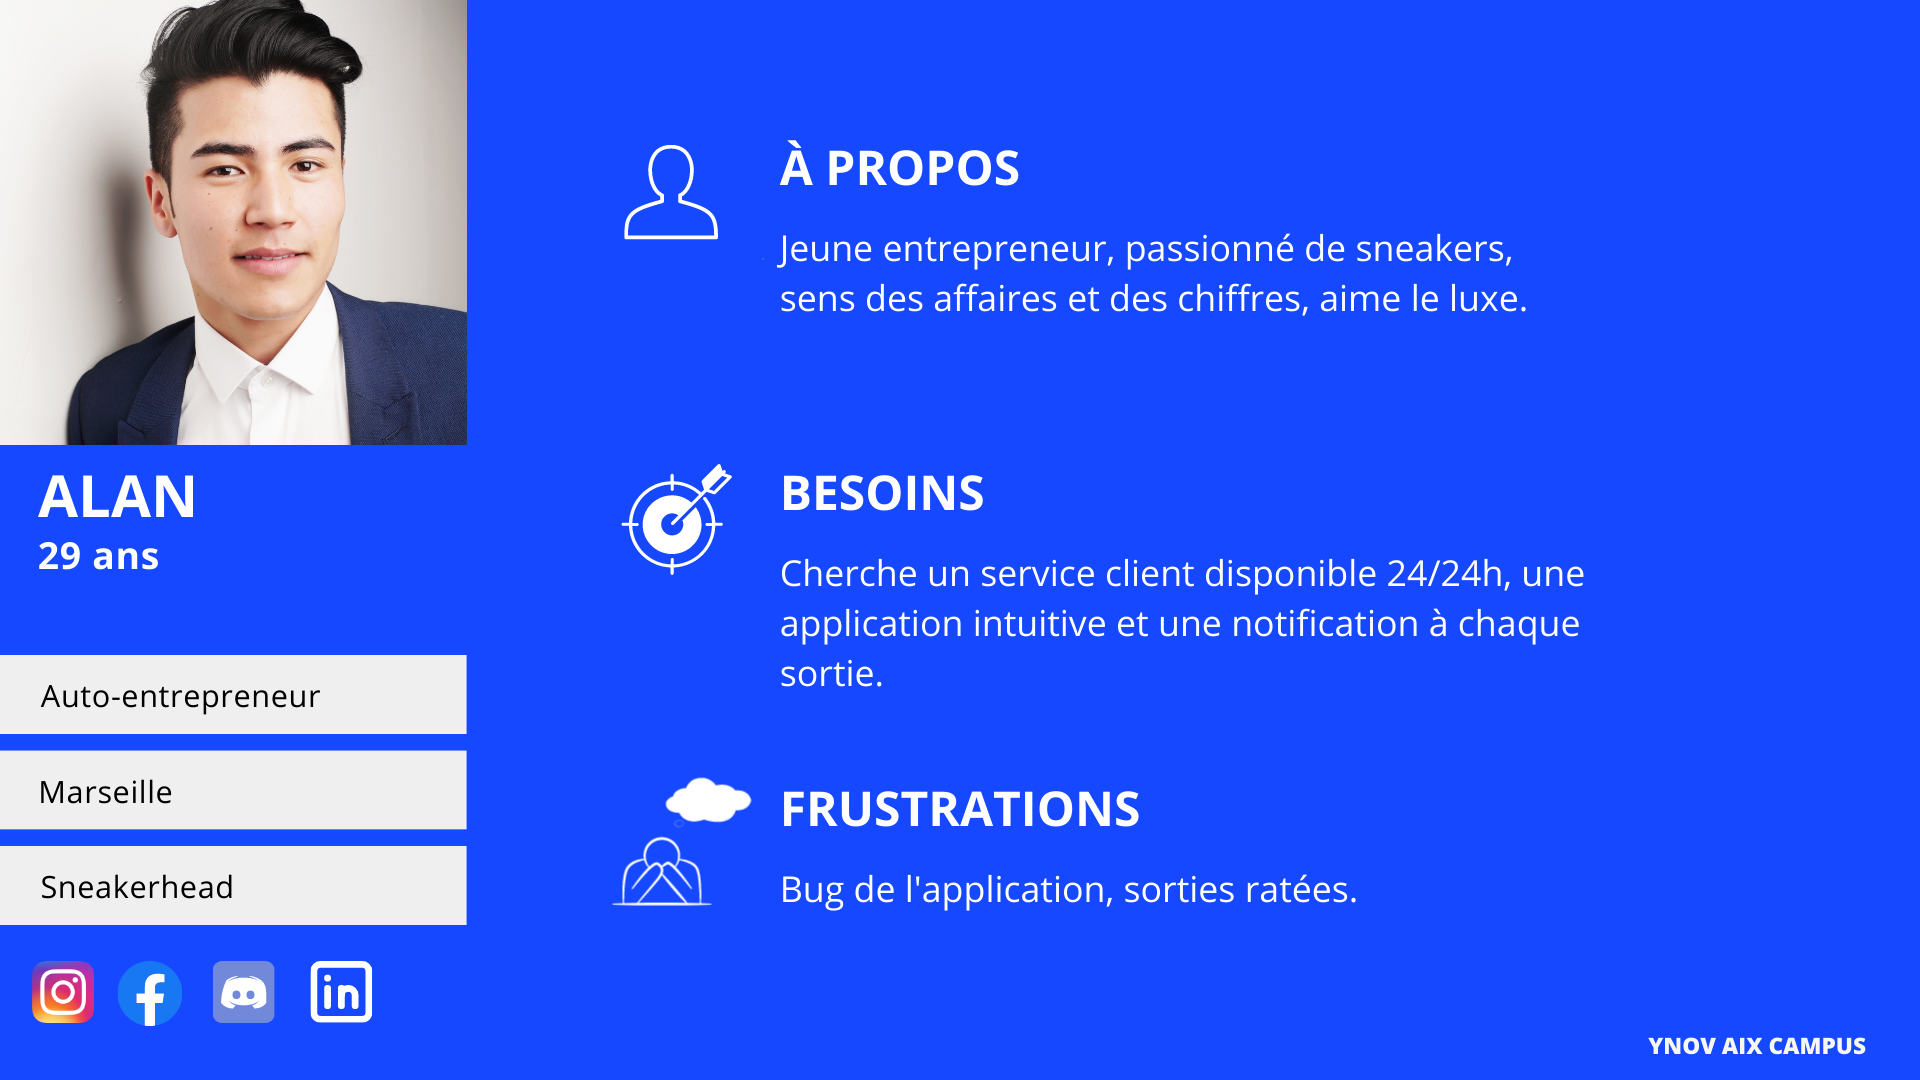 ALAN
29 ans
Auto-entrepreneur
Marseille
Sneakerhead
À PROPOS
Jeune entrepreneur, passionné de sneakers,
sens des affaires et des chiffres, aime le luxe.
BESOINS
Cherche un service client disponible 24/24h, une
application intuitive et une notification à chaque
sortie.
FRUSTRATIONS
Bug de l'application, sorties ratées.
YNOV AIX CAMPUS